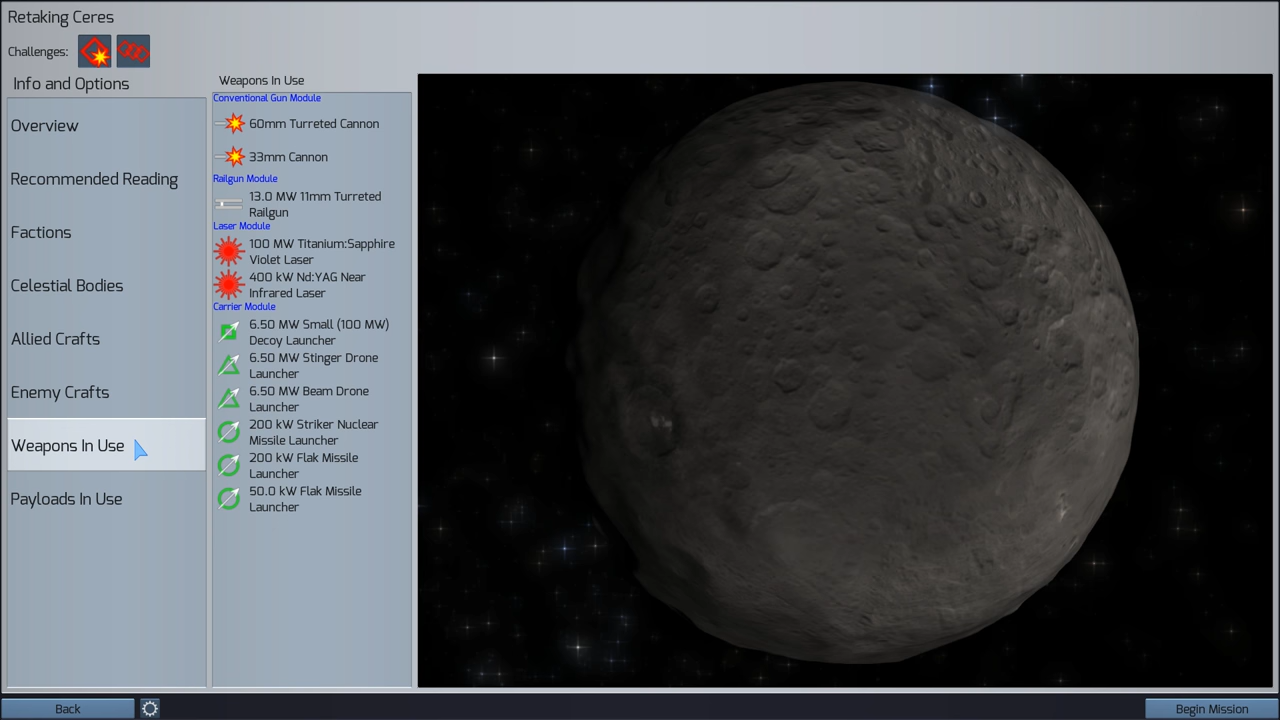 Retaking Ceres
Challenges:
Info and Options
Overview
Recommended Reading
Factions
Celestial Bodies
Allied Crafts
Enemy Crafts
Weapons In Use
Payloads In Use
Weapons In Use
Conventional Gun Module
60mm Turreted Cannon
33mm Cannon
Railgun Module
13.0 MW 11mm Turreted
Railgun
Laser Module
100 MW Titanium:Sapphire
Violet Laser
400 kW Nd:YAG Near
Infrared Laser
Carrier Module
6.50 MW Small (100 MW)
Decoy Launcher
6.50 MW Stinger Drone
Launcher
6.50 MW Beam Drone
Launcher
200 kW Striker Nuclear
Missile Launcher
200 kW Flak Missile
Launcher
50.0 kW Flak Missile
Launcher
Back
Begin Mission